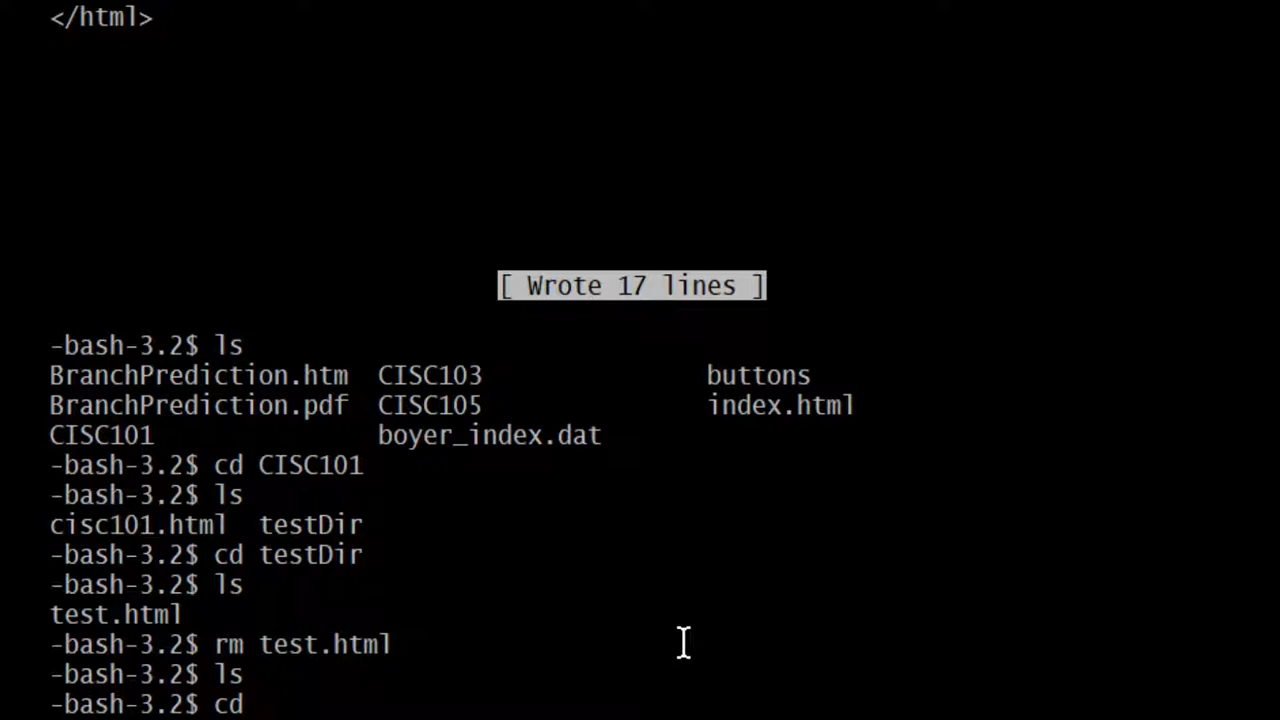 </html>
[ Wrote 17 lines ]
-bash-3.2$ ls
BranchPrediction.htm  CISC103               buttons
BranchPrediction.pdf  CISC105               index.html
CISC101               boyer_index.dat
-bash-3.2$ cd CISC101
-bash-3.2$ ls
cisc101.html  testDir
-bash-3.2$ cd testDir
-bash-3.2$ ls
test.html
-bash-3.2$ rm test.html
-bash-3.2$ ls
-bash-3.2$ cd